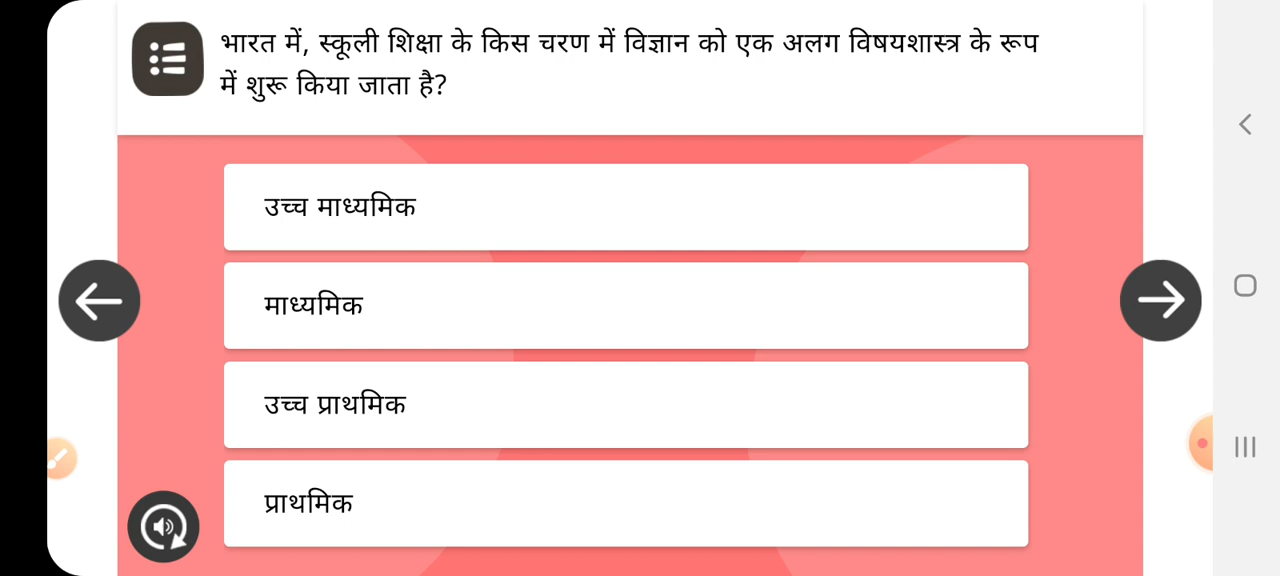 भारत में, स्कूली शिक्षा के किस चरण में विज्ञान को एक अलग विषयशास्त्र के रूप
में शुरू किया जाता है?
उच्च माध्यमिक
माध्यमिक
उच्च प्राथमिक
प्राथमिक